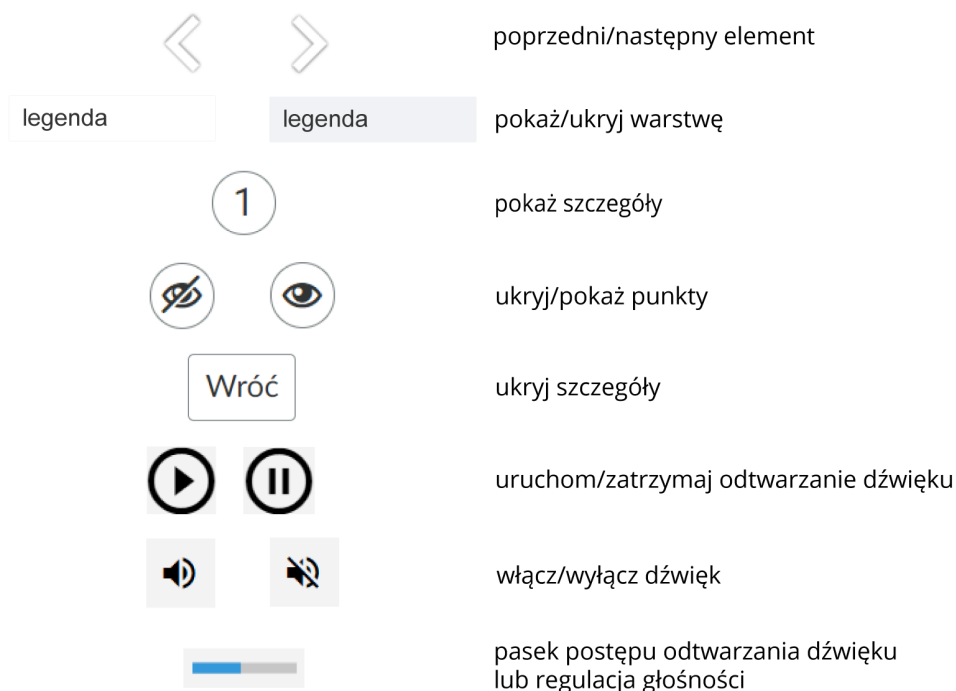 poprzedni/następny element
legenda legenda pokaż/ukryj warstwę
1 pokaż szczegóły
ukryj/pokaż punkty
Wróć ukryj szczegóły
uruchom/zatrzymaj odtwarzanie dźwięku
włącz/wyłącz dźwięk
pasek postępu odtwarzania dźwięku
lub regulacja głośności